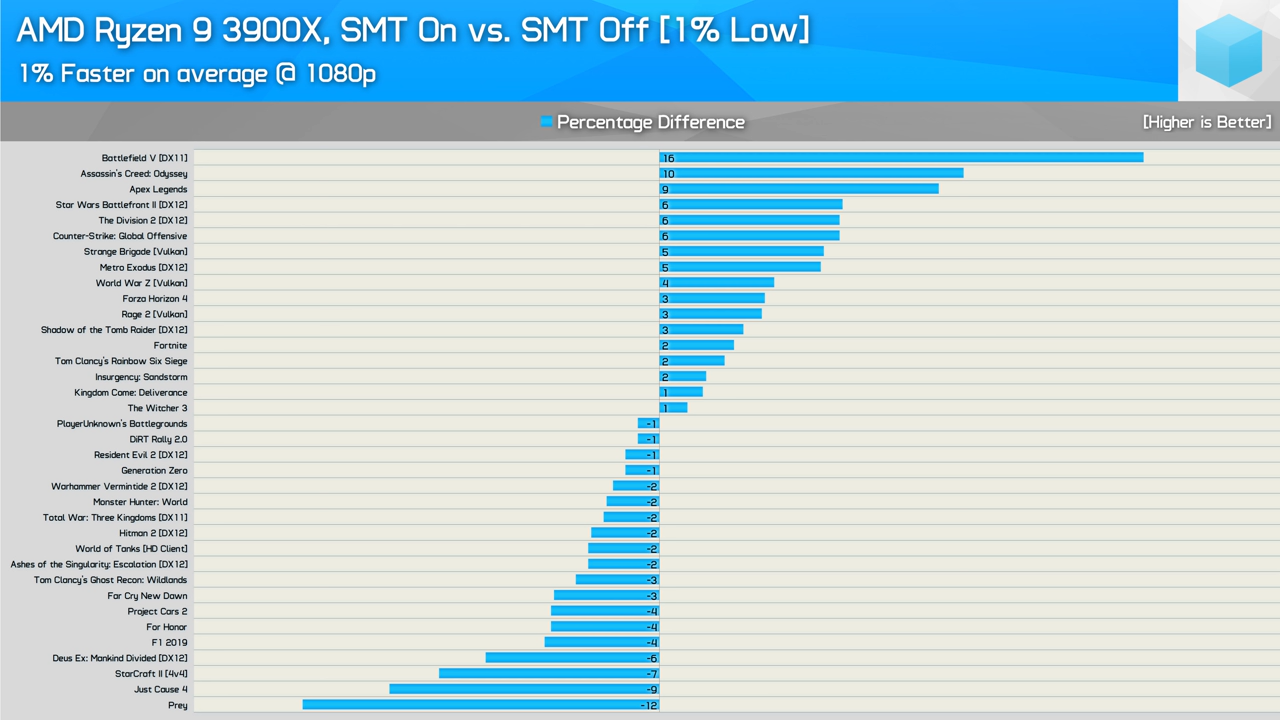 AMD Ryzen 9 3900X, SMT On vs. SMT Off [1% Low]
1% Faster on average @ 1080p
Percentage Difference
[Higher is Better]
Battlefield V [DX11] 16
Assassin's Creed: Odyssey 10
Apex Legends 9
Star Wars Battlefront II [DX12] 6
The Division 2 [DX12] 6
Counter-Strike: Global Offensive 6
Strange Brigade [Vulkan] 5
Metro Exodus [DX12] 5
World War Z [Vulkan] 4
Forza Horizon 4 3
Rage 2 [Vulkan] 3
Shadow of the Tomb Raider [DX12] 3
Fortnite 2
Tom Clancy's Rainbow Six Siege 2
Insurgency: Sandstorm 2
Kingdom Come: Deliverance 1
The Witcher 3 1
PlayerUnknown's Battlegrounds -1
DiRT Rally 2.0 -1
Resident Evil 2 [DX12] -1
Generation Zero -1
Warhammer Vermintide 2 [DX12] -2
Monster Hunter: World -2
Total War: Three Kingdoms [DX11] -2
Hitman 2 [DX12] -2
World of Tanks [HD Client] -2
Ashes of the Singularity: Escalation [DX12] -2
Tom Clancy's Ghost Recon: Wildlands -3
Far Cry New Dawn -3
Project Cars 2 -4
For Honor -4
F1 2019 -4
Deus Ex: Mankind Divided [DX12] -6
StarCraft II [4v4] -7
Just Cause 4 -9
Prey -12